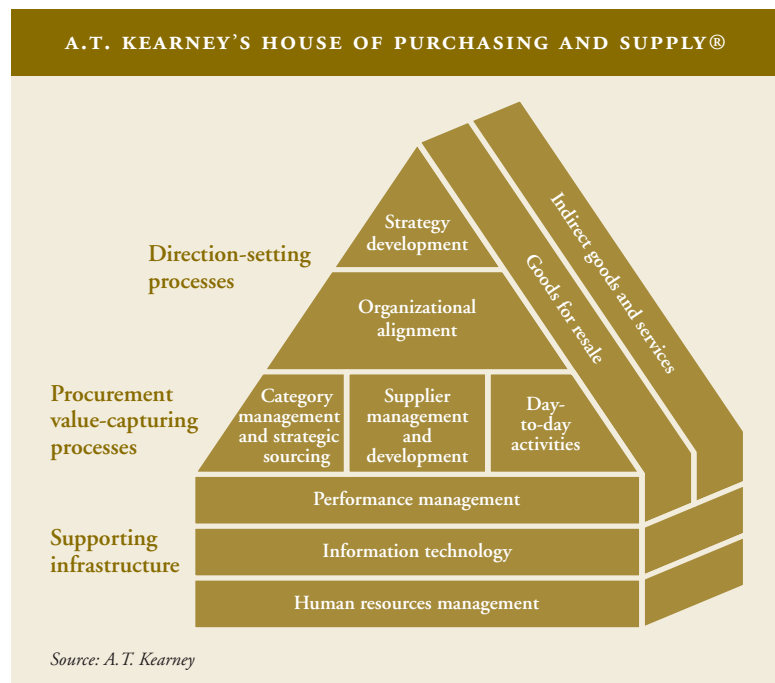 A.T. KEARNEY'S HOUSE OF PURCHASING AND SUPPLY®
Direction-setting
processes
Strategy
development
Organizational
alignment
Goods for resale
Indirect goods and services
Procurement
value-capturing
processes
Category
management
and strategic
sourcing
Supplier
management
and
development
Day-
to-day
activities
Supporting
infrastructure
Performance management
Information technology
Human resources management
Source: A.T. Kearney